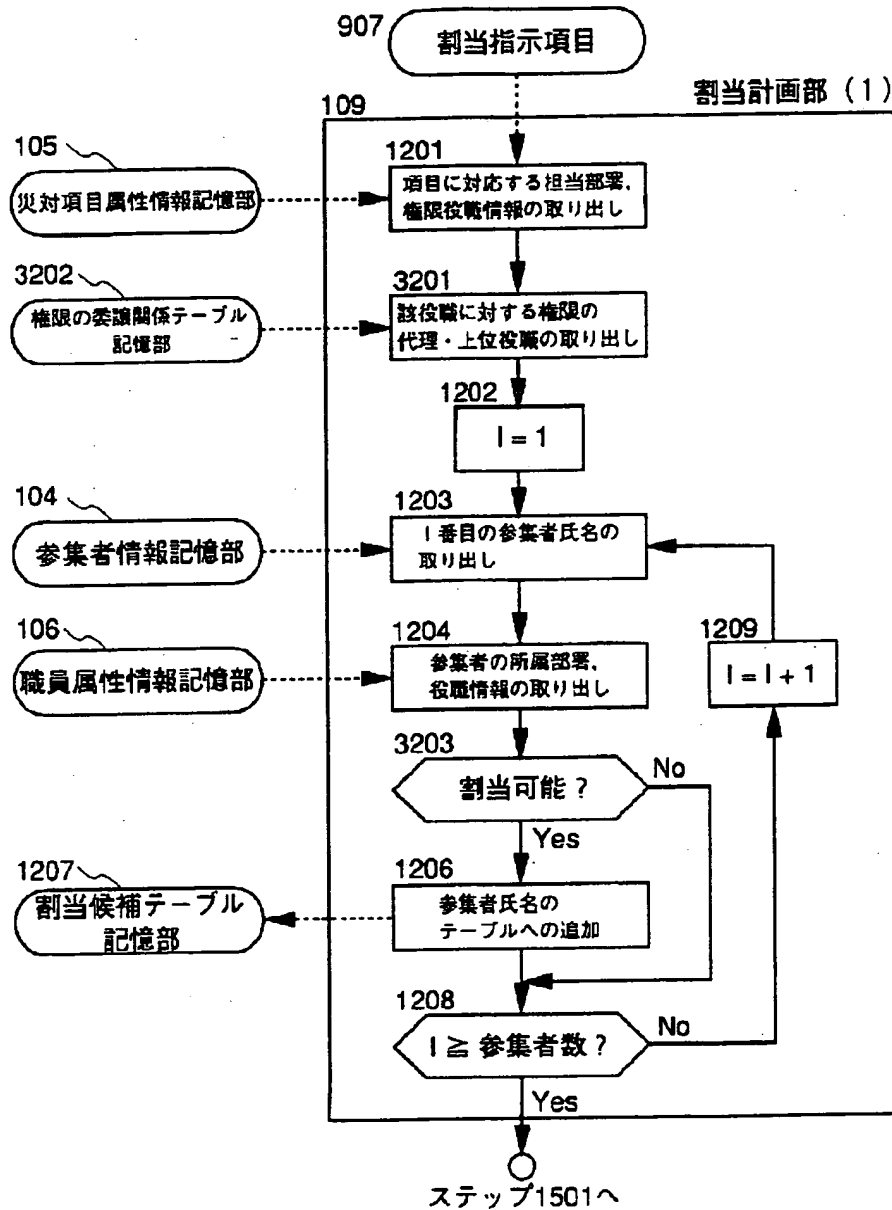 907
割当指示項目
109
割当計画部 (1)
105
災対項目属性情報記憶部
1201
項目に対応する担当部署、
権限役職情報の取り出し
3202
権限の委譲関係テーブル
記憶部
3201
該役職に対する権限の
代理・上位役職の取り出し
1202
I = 1
104
参集者情報記憶部
1203
I 番目の参集者氏名の
取り出し
106
職員属性情報記憶部
1204
参集者の所属部署、
役職情報の取り出し
1209
I = I + 1
3203
割当可能？
No
Yes
1207
割当候補テーブル
記憶部
1206
参集者氏名の
テーブルへの追加
1208
I ≧ 参集者数？
No
Yes
ステップ1501へ